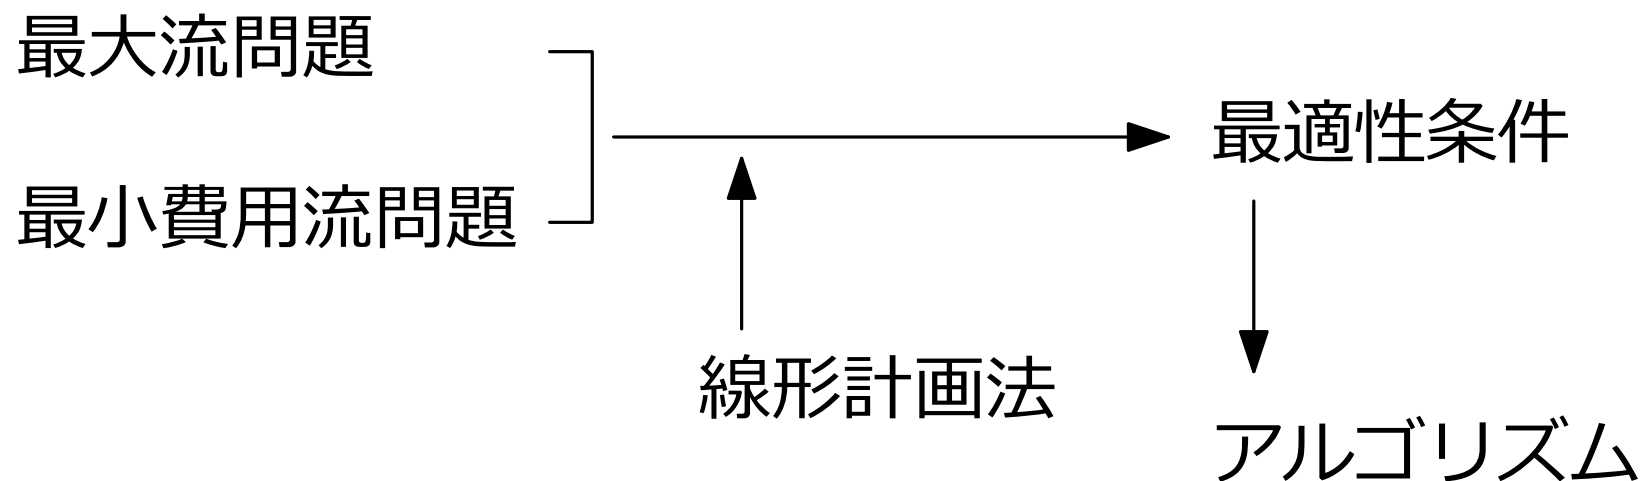 最大流問題
最小費用流問題
最適性条件
線形計画法
アルゴリズム